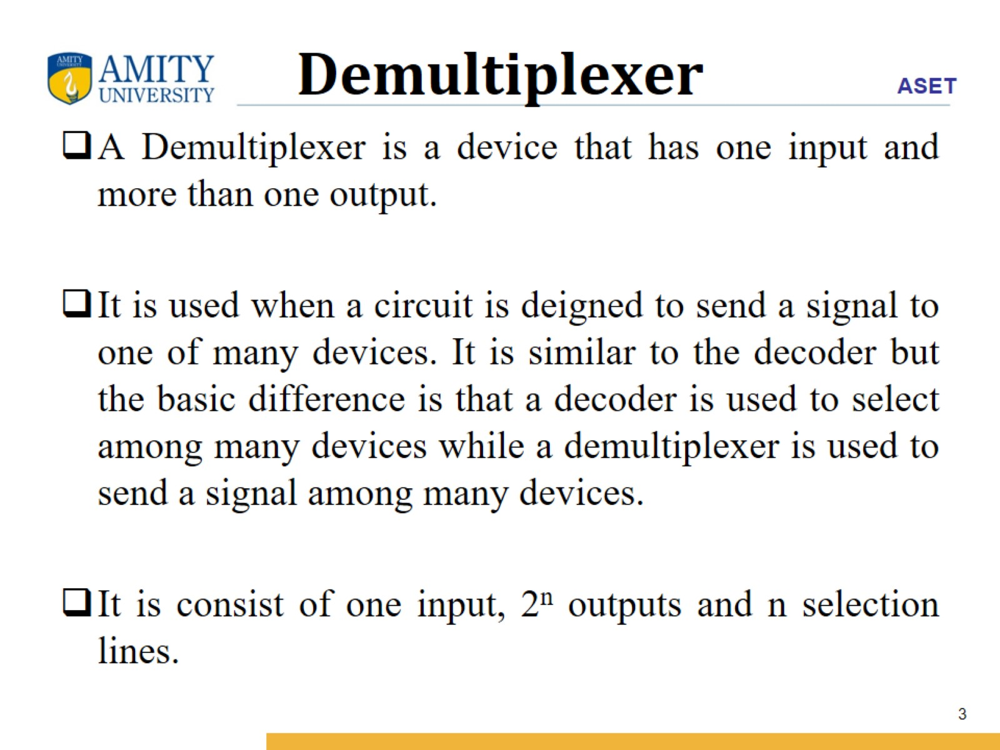 AMITY
UNIVERSITY
AMITY
UNIVERSITY
Demultiplexer
ASET
❑A Demultiplexer is a device that has one input and
more than one output.
❑It is used when a circuit is deigned to send a signal to
one of many devices. It is similar to the decoder but
the basic difference is that a decoder is used to select
among many devices while a demultiplexer is used to
send a signal among many devices.
❑It is consist of one input, 2ⁿ outputs and n selection
lines.
3